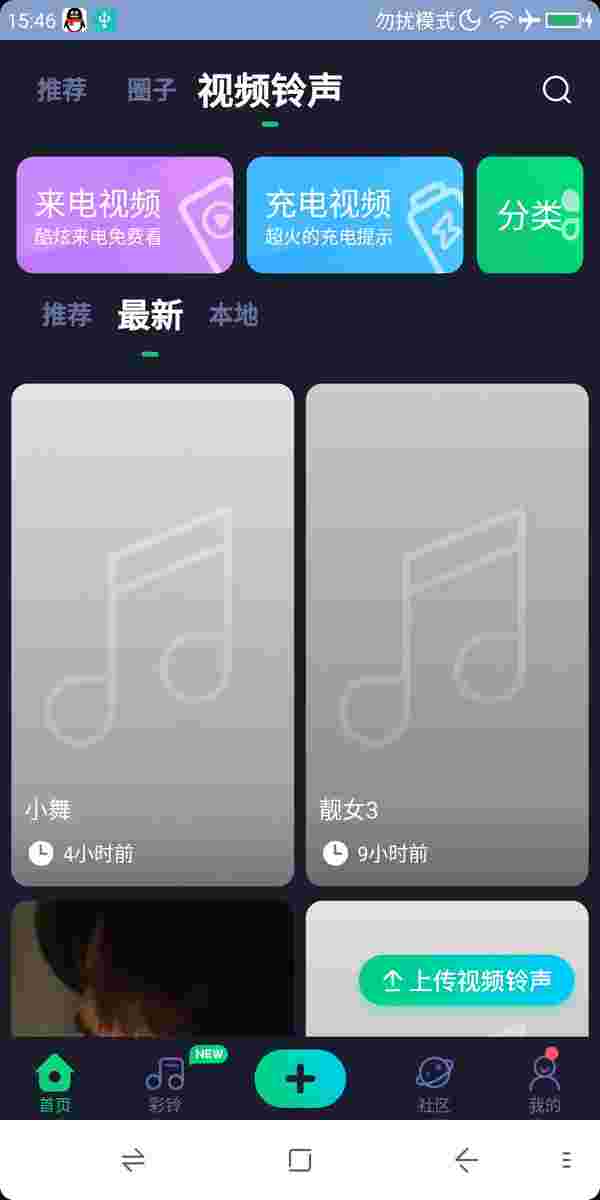 15:46 勿扰模式
推荐 圈子 视频铃声
来电视频 充电视频 分类
酷炫来电免费看 超火的充电提示
推荐 最新 本地
小舞 靓女3
4小时前 9小时前
上传视频铃声
NEW
首页 彩铃 社区 我的